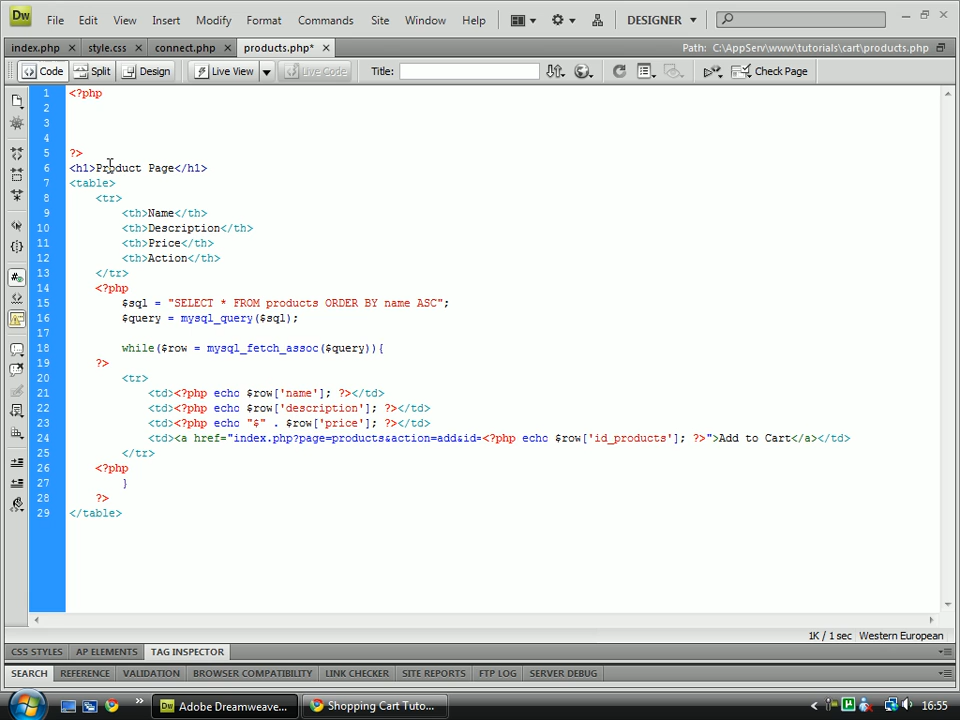 Dw File Edit View Insert Modify Format Commands Site Window Help DESIGNER
index.php style.css connect.php products.php* Path: C:\AppServ\www\tutorials\cart\products.php
Code Split Design Live View Live Code Title: Check Page
1 <?php
2
3
4
5 ?>
6 <h1>Product Page</h1>
7 <table>
8 <tr>
9 <th>Name</th>
10 <th>Description</th>
11 <th>Price</th>
12 <th>Action</th>
13 </tr>
14 <?php
15 $sql = "SELECT * FROM products ORDER BY name ASC";
16 $query = mysql_query($sql);
17
18 while($row = mysql_fetch_assoc($query)){
19 ?>
20 <tr>
21 <td><?php echo $row['name']; ?></td>
22 <td><?php echo $row['description']; ?></td>
23 <td><?php echo "$" . $row['price']; ?></td>
24 <td><a href="index.php?page=products&action=add&id=<?php echo $row['id_products']; ?>">Add to Cart</a></td>
25 </tr>
26 <?php
27 }
28 ?>
29 </table>
1K / 1 sec Western European
CSS STYLES AP ELEMENTS TAG INSPECTOR
SEARCH REFERENCE VALIDATION BROWSER COMPATIBILITY LINK CHECKER SITE REPORTS FTP LOG SERVER DEBUG
Adobe Dreamweave... Shopping Cart Tuto... 16:55